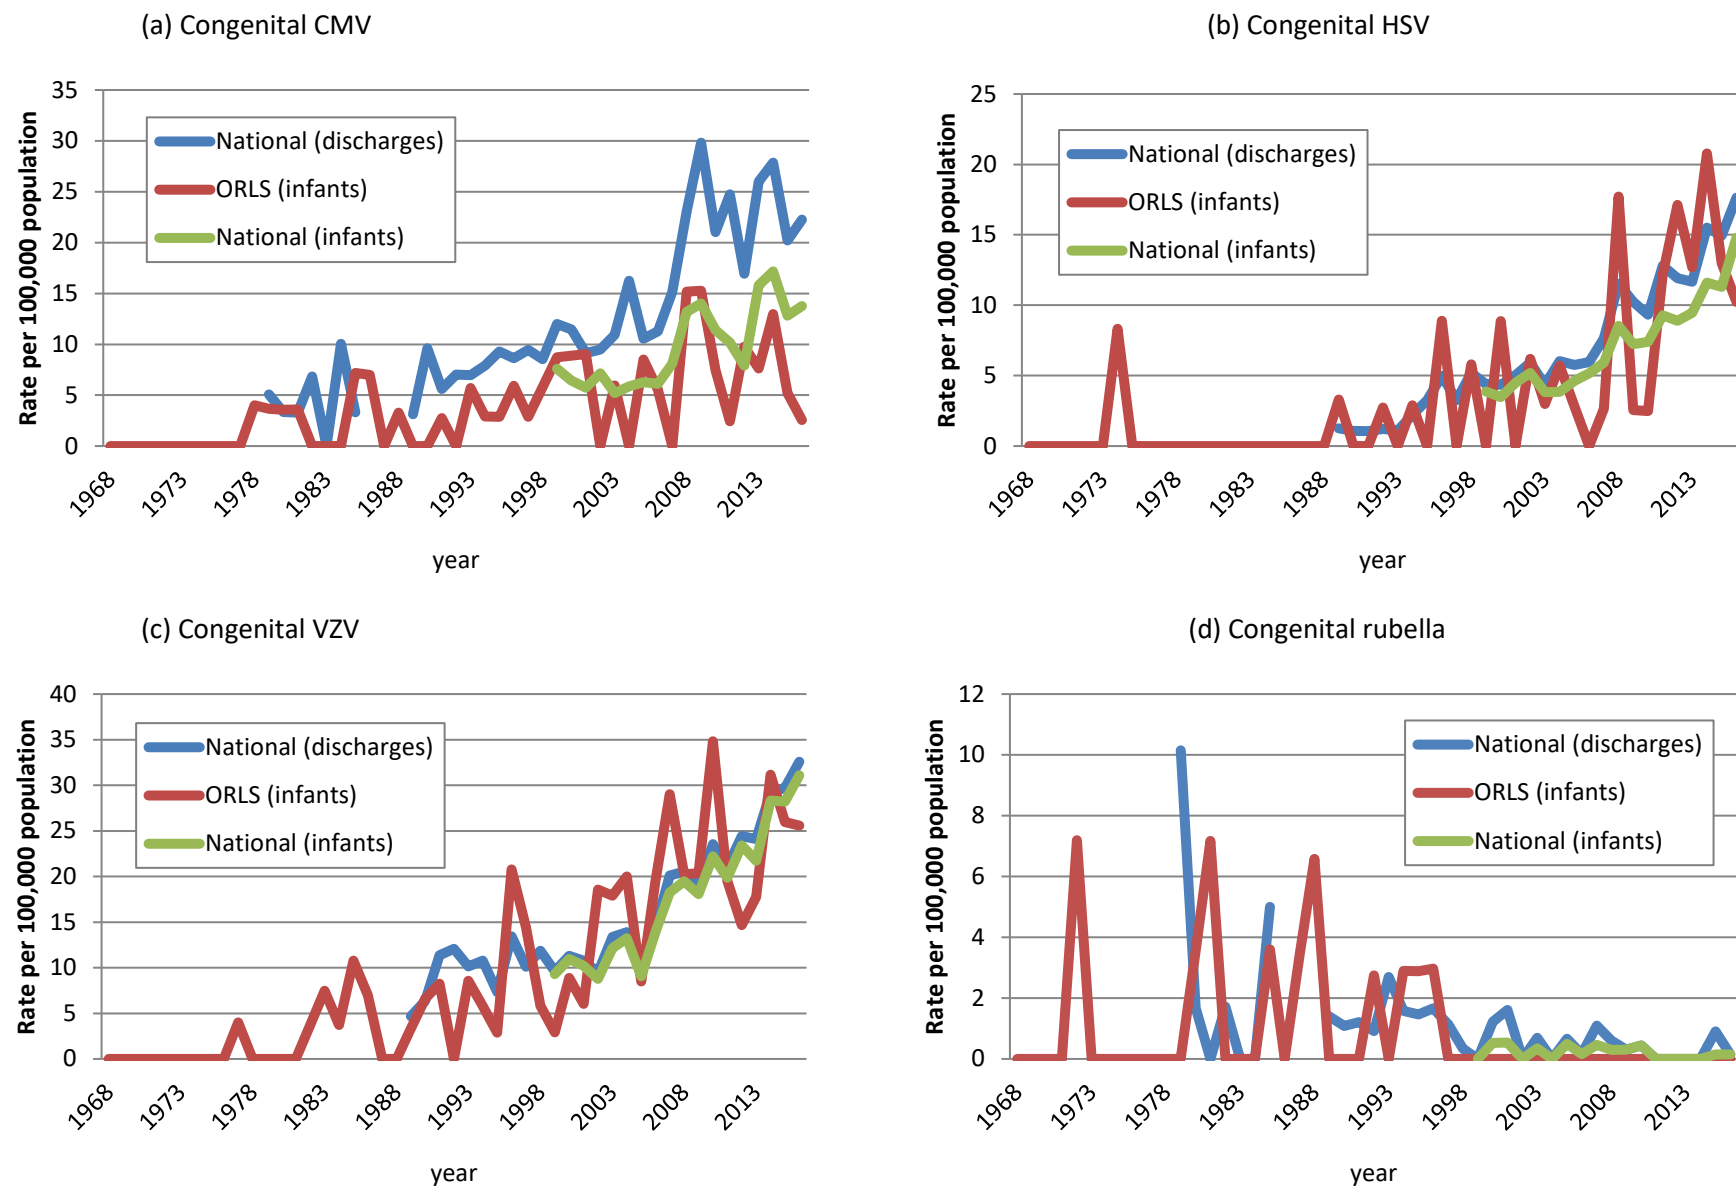 (a) Congenital CMV
Rate per 100,000 population
35
30
25
20
15
10
5
0
National (discharges)
ORLS (infants)
National (infants)
1968
1973
1978
1983
1988
1993
1998
2003
2008
2013
year
(b) Congenital HSV
Rate per 100,000 population
25
20
15
10
5
0
National (discharges)
ORLS (infants)
National (infants)
1968
1973
1978
1983
1988
1993
1998
2003
2008
2013
year
(c) Congenital VZV
Rate per 100,000 population
40
35
30
25
20
15
10
5
0
National (discharges)
ORLS (infants)
National (infants)
1968
1973
1978
1983
1988
1993
1998
2003
2008
2013
year
(d) Congenital rubella
Rate per 100,000 population
12
10
8
6
4
2
0
National (discharges)
ORLS (infants)
National (infants)
1968
1973
1978
1983
1988
1993
1998
2003
2008
2013
year